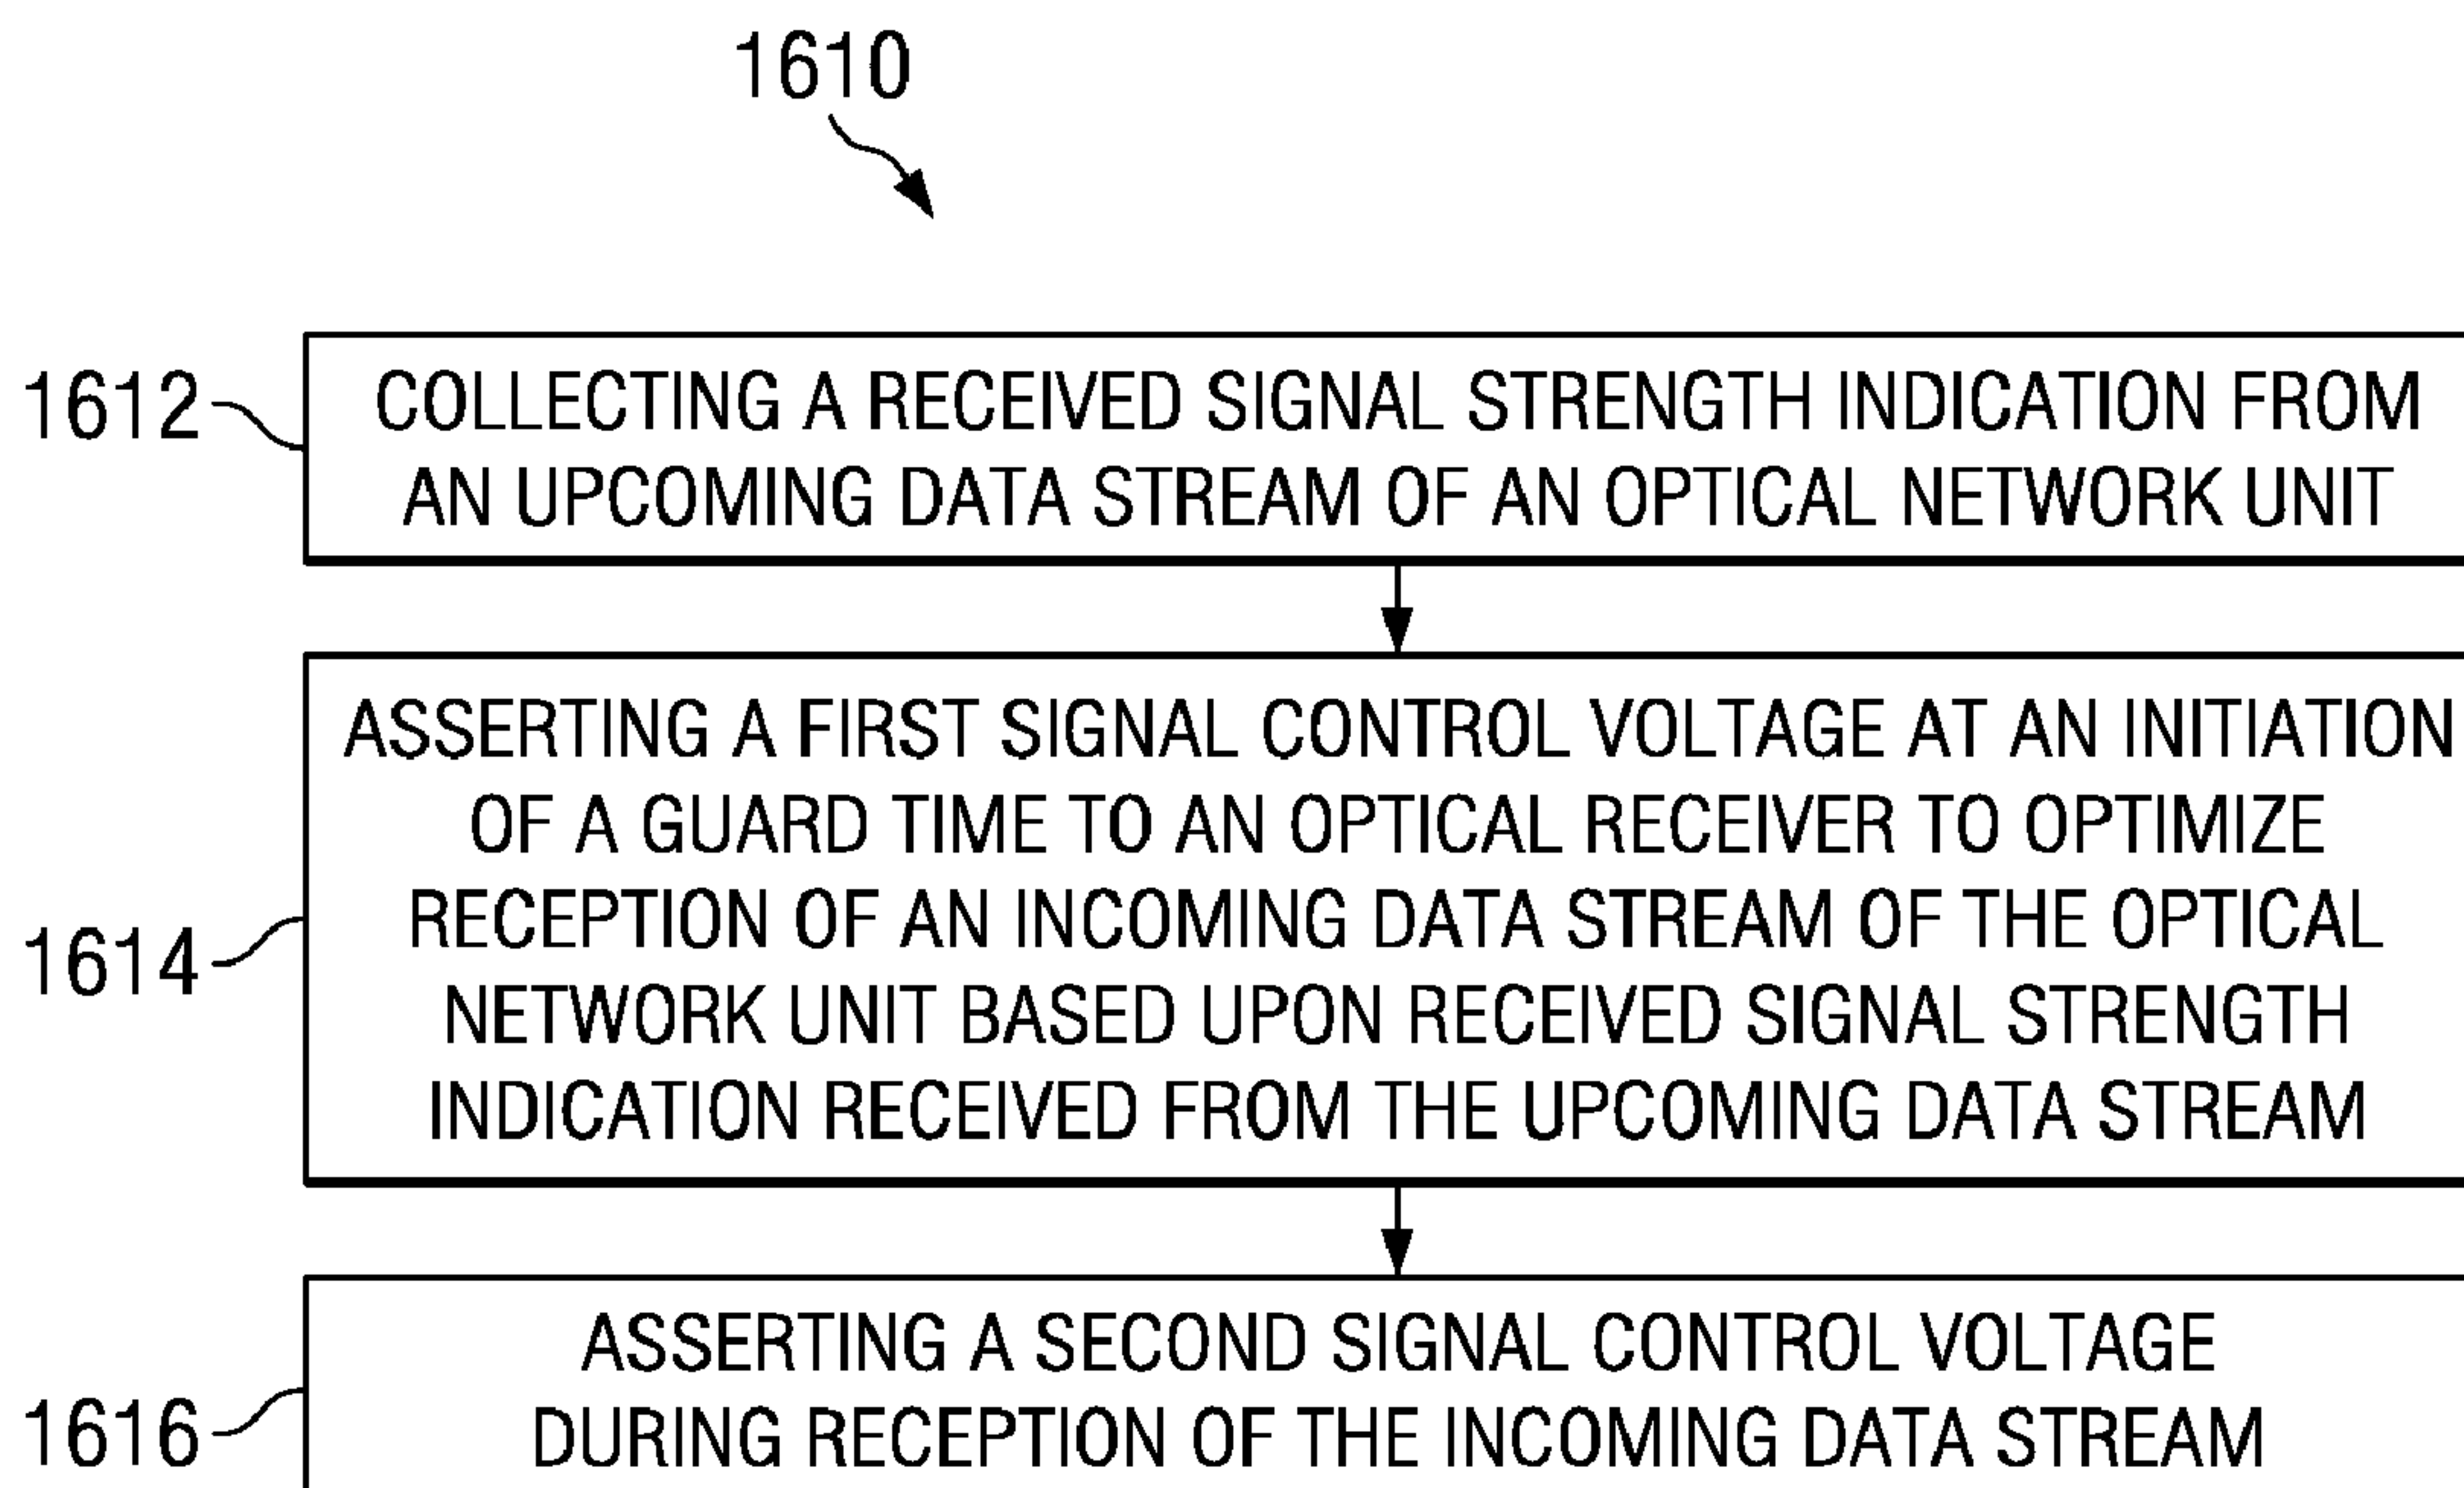 1610
1612
COLLECTING A RECEIVED SIGNAL STRENGTH INDICATION FROM
AN UPCOMING DATA STREAM OF AN OPTICAL NETWORK UNIT
1614
ASSERTING A FIRST SIGNAL CONTROL VOLTAGE AT AN INITIATION
OF A GUARD TIME TO AN OPTICAL RECEIVER TO OPTIMIZE
RECEPTION OF AN INCOMING DATA STREAM OF THE OPTICAL
NETWORK UNIT BASED UPON RECEIVED SIGNAL STRENGTH
INDICATION RECEIVED FROM THE UPCOMING DATA STREAM
1616
ASSERTING A SECOND SIGNAL CONTROL VOLTAGE
DURING RECEPTION OF THE INCOMING DATA STREAM